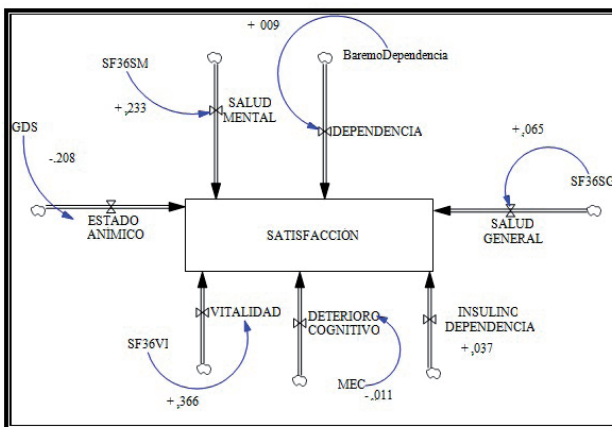 + 009
SF36SM
BaremoDependencia
+,233
SALUD
MENTAL
DEPENDENCIA
GDS
+,065
-.208
SF36SG
ESTADO
ANIMICO
SALUD
GENERAL
SATISFACCIÓN
VITALIDAD
DETERIORO
COGNITIVO
INSULINC
DEPENDENCIA
SF36VI
+,037
MEC
-,011
+,366